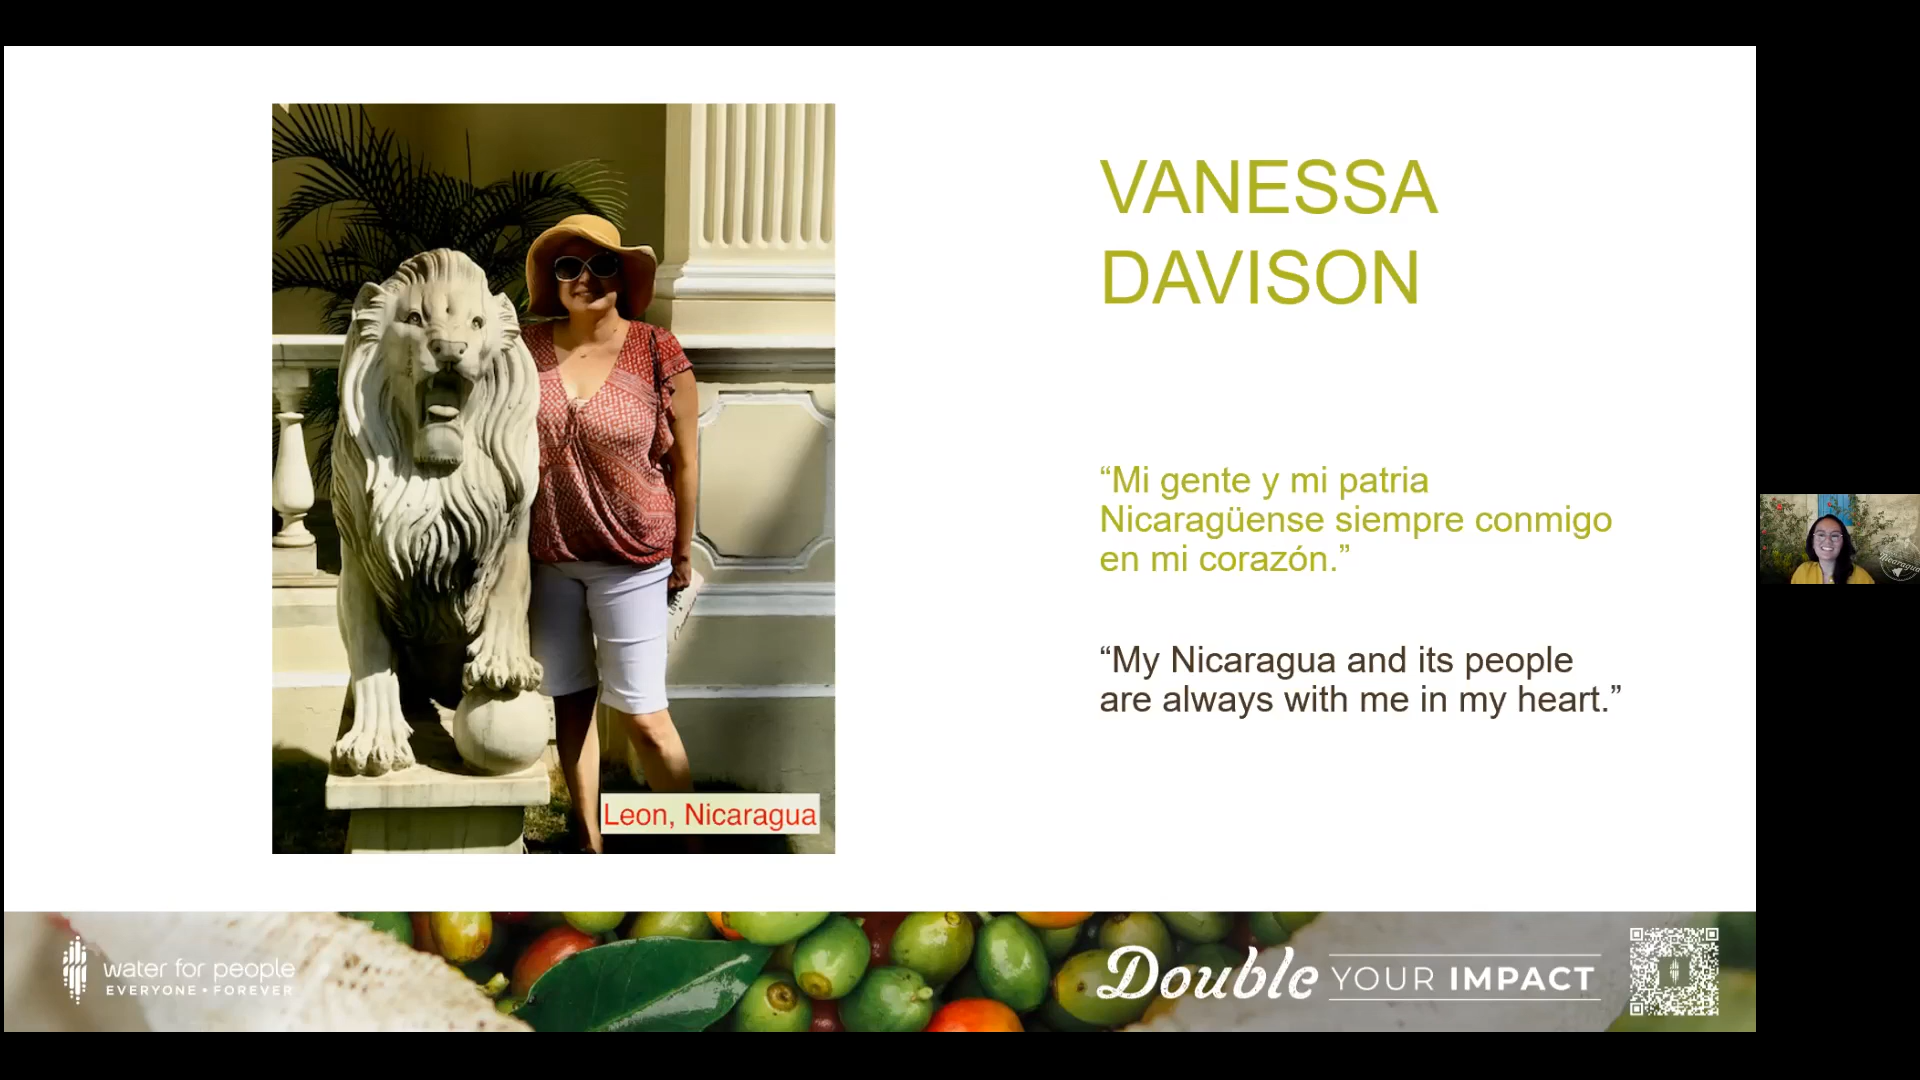 VANESSA
DAVISON
“Mi gente y mi patria
Nicaragüense siempre conmigo
en mi corazón.”
“My Nicaragua and its people
are always with me in my heart.”
Leon, Nicaragua
water for people
EVERYONE • FOREVER
Double YOUR IMPACT
Nicaragua